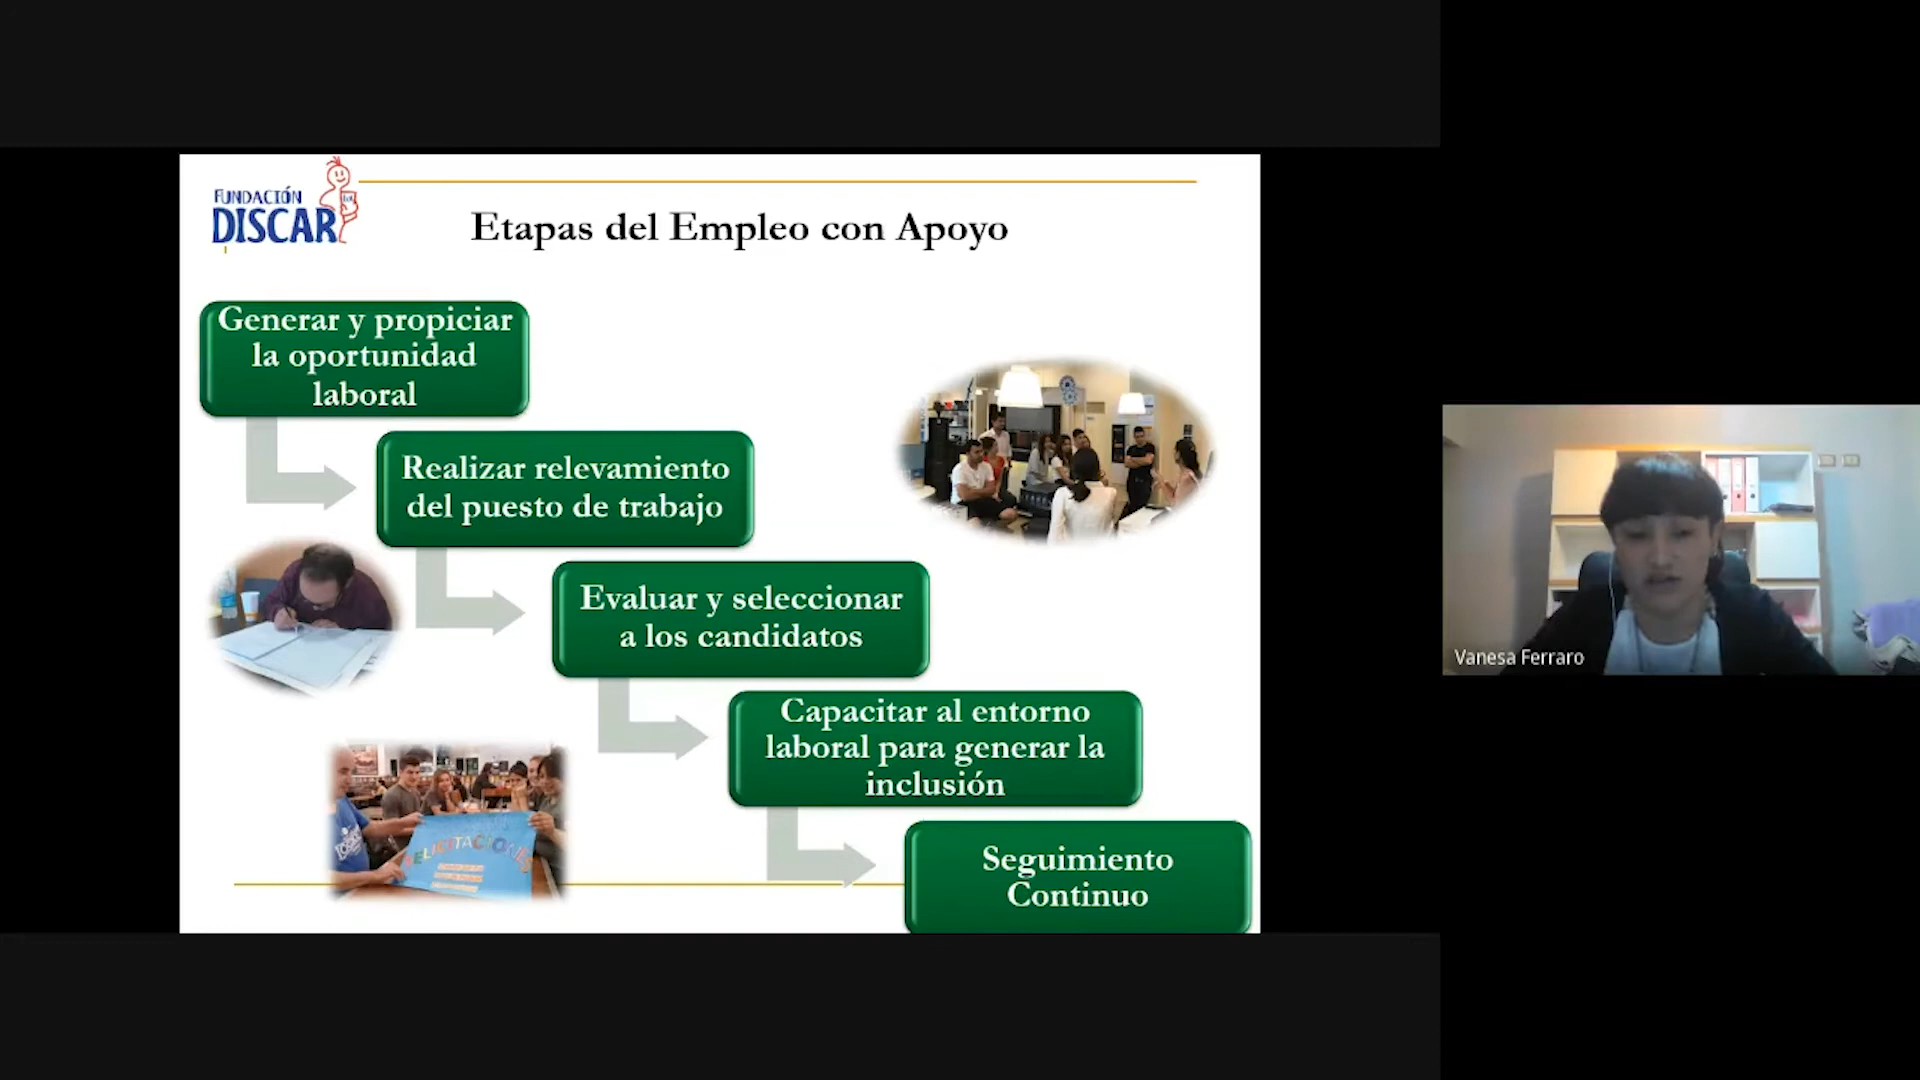 FUNDACIÓN
DISCAR
Etapas del Empleo con Apoyo
Generar y propiciar
la oportunidad
laboral
Realizar relevamiento
del puesto de trabajo
Evaluar y seleccionar
a los candidatos
Capacitar al entorno
laboral para generar la
inclusión
Seguimiento
Continuo
FELICITACIONES
Vanesa Ferraro